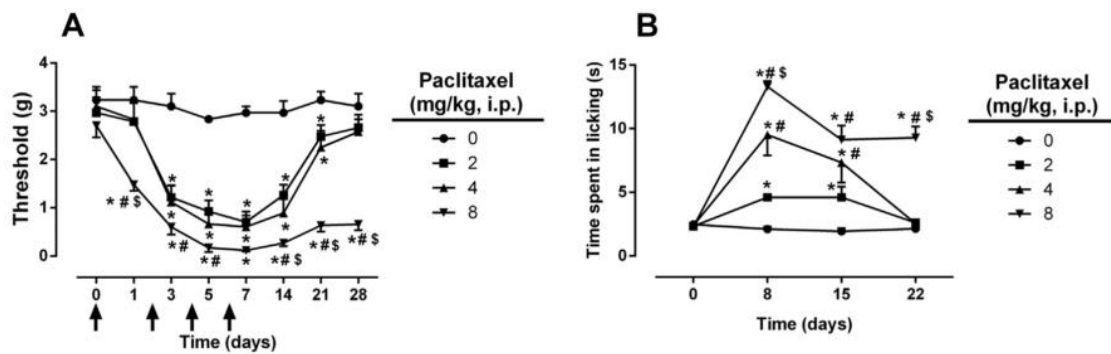 A
Threshold (g)
4
3
2
1
0
* # $
*
*
*#
*
*
*#
*
*
*
*
*
*# $
*
*
*#$
*#$
0 1 3 5 7 14 21 28
Time (days)
Paclitaxel
(mg/kg, i.p.)
0
2
4
8
B
Time spent in licking (s)
15
10
5
0
*# $
* #
*
* #
* #
*
* # $
0 8 15 22
Time (days)
Paclitaxel
(mg/kg, i.p.)
0
2
4
8